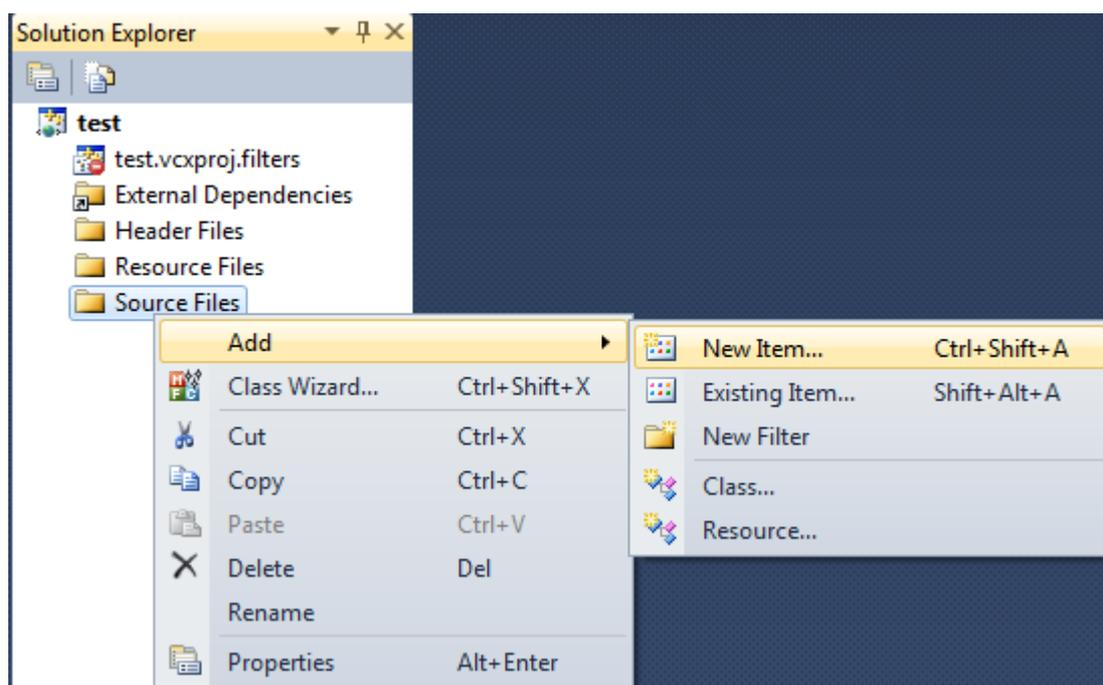 Solution Explorer
test
test.vcxproj.filters
External Dependencies
Header Files
Resource Files
Source Files
Add
Class Wizard... Ctrl+Shift+X
Cut Ctrl+X
Copy Ctrl+C
Paste Ctrl+V
Delete Del
Rename
Properties Alt+Enter
New Item... Ctrl+Shift+A
Existing Item... Shift+Alt+A
New Filter
Class...
Resource...